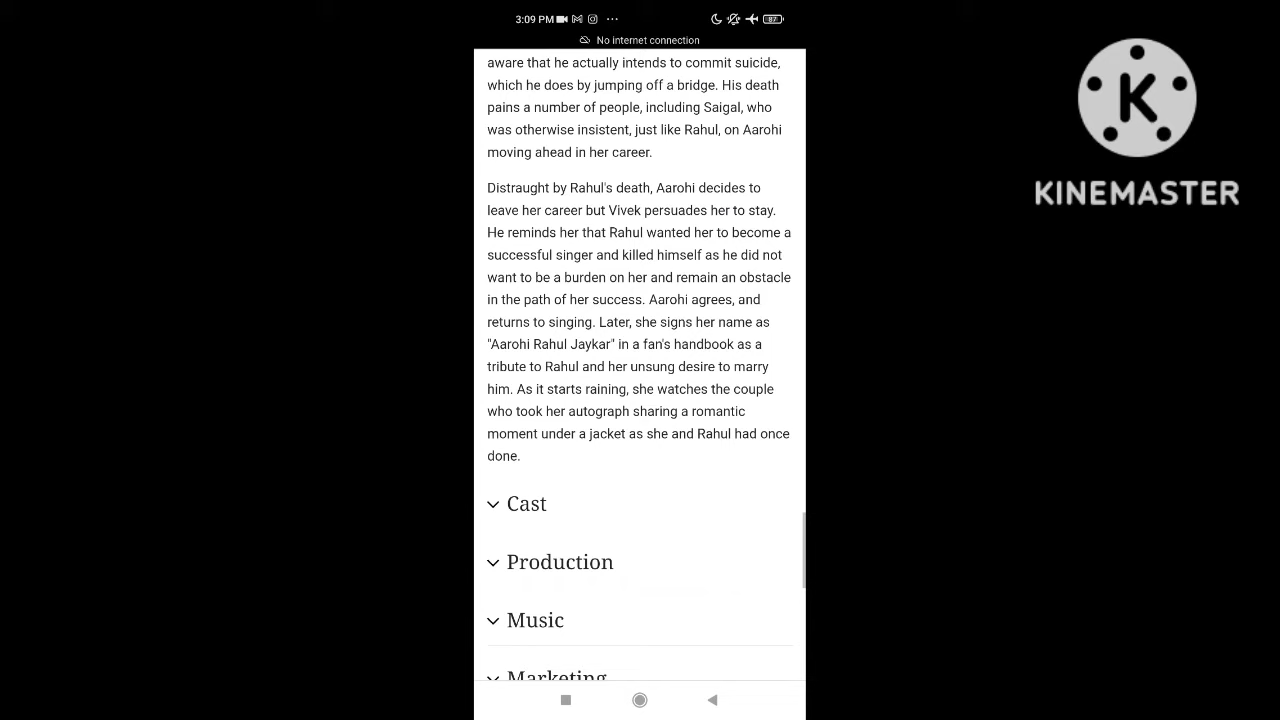 3:09 PM
87
No internet connection
aware that he actually intends to commit suicide,
which he does by jumping off a bridge. His death
pains a number of people, including Saigal, who
was otherwise insistent, just like Rahul, on Aarohi
moving ahead in her career.
Distraught by Rahul's death, Aarohi decides to
leave her career but Vivek persuades her to stay.
He reminds her that Rahul wanted her to become a
successful singer and killed himself as he did not
want to be a burden on her and remain an obstacle
in the path of her success. Aarohi agrees, and
returns to singing. Later, she signs her name as
"Aarohi Rahul Jaykar" in a fan's handbook as a
tribute to Rahul and her unsung desire to marry
him. As it starts raining, she watches the couple
who took her autograph sharing a romantic
moment under a jacket as she and Rahul had once
done.
Cast
Production
Music
Marketing
K
KINEMASTER